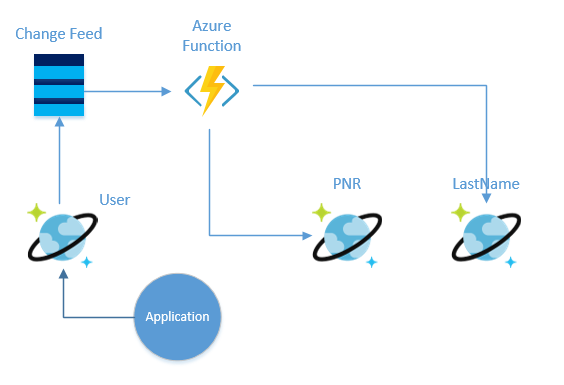 Change Feed
Azure
Function
User
PNR
LastName
Application